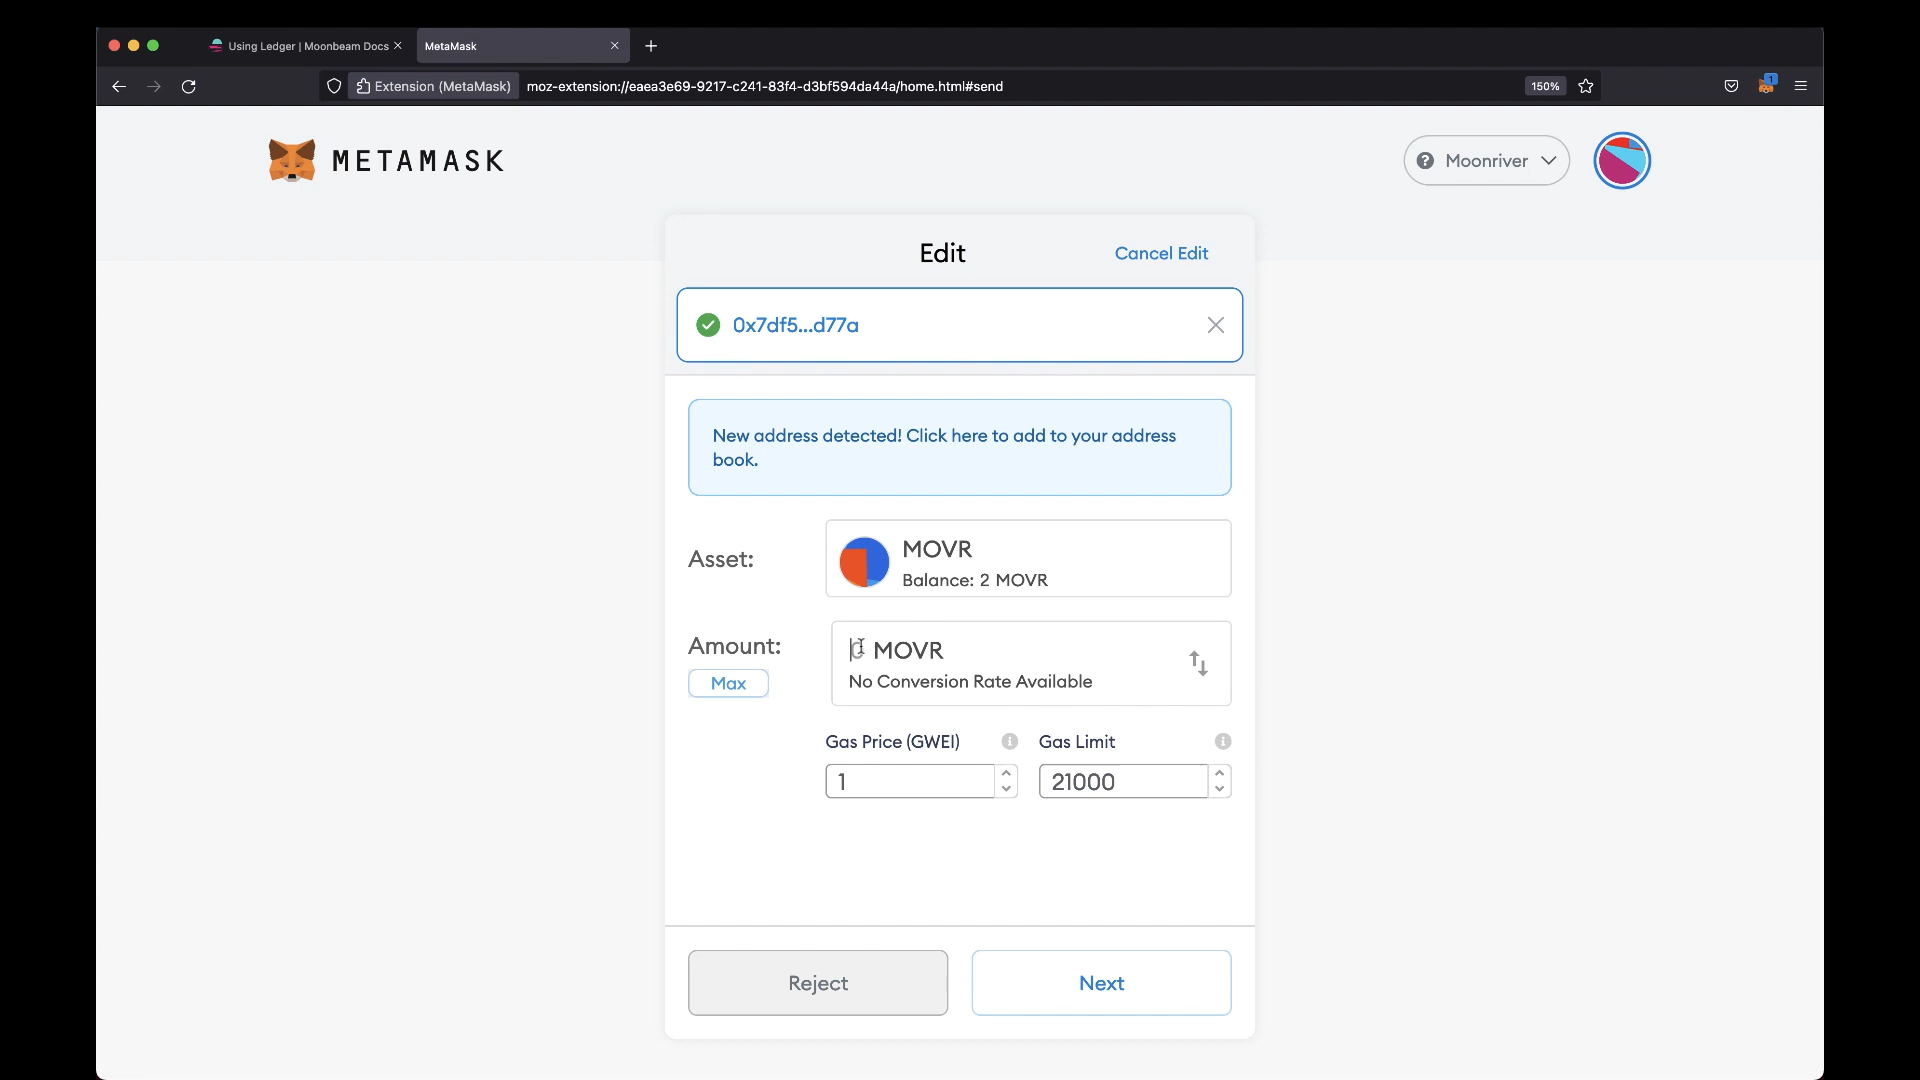 Using Ledger | Moonbeam Docs
MetaMask
Extension (MetaMask)
moz-extension://eaea3e69-9217-c241-83f4-d3bf594da44a/home.html#send
150%
1
METAMASK
? Moonriver
Edit
Cancel Edit
0x7df5...d77a
New address detected! Click here to add to your address
book.
Asset:
MOVR
Balance: 2 MOVR
Amount:
0 MOVR
Max
No Conversion Rate Available
Gas Price (GWEI)
Gas Limit
1
21000
Reject
Next